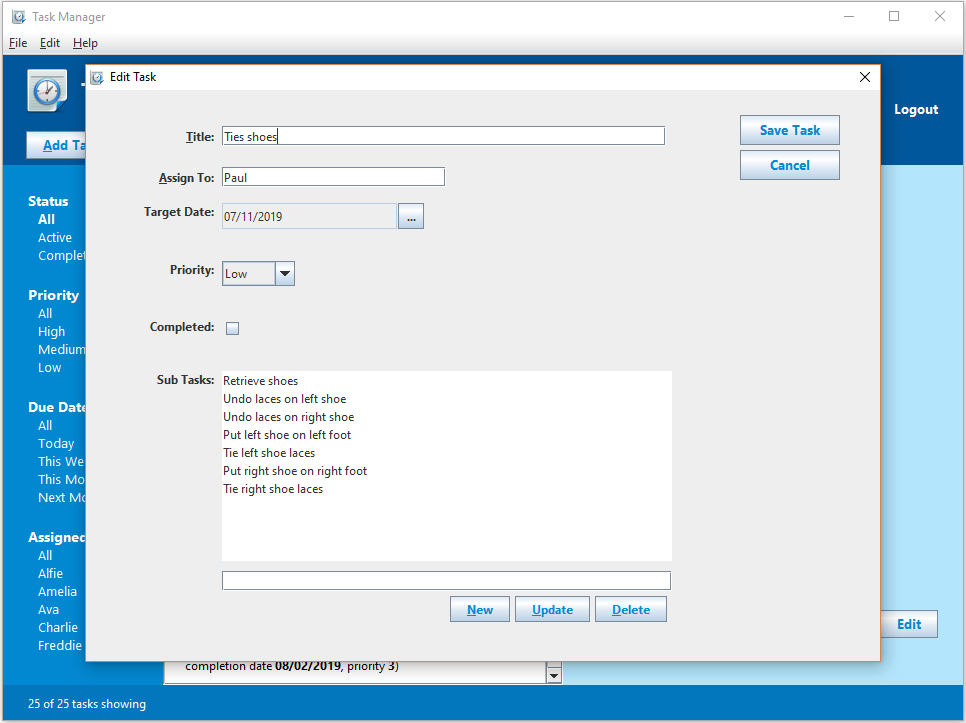 Task Manager
File Edit Help
Edit Task
Logout
Add Ta
Title: Ties shoes
Save Task
Cancel
Assign To: Paul
Target Date: 07/11/2019 ...
Priority: Low
Completed:
Sub Tasks:
Retrieve shoes
Undo laces on left shoe
Undo laces on right shoe
Put left shoe on left foot
Tie left shoe laces
Put right shoe on right foot
Tie right shoe laces
New Update Delete
Status
All
Active
Complet
Priority
All
High
Medium
Low
Due Date
All
Today
This We
This Mo
Next Mo
Assigned
All
Alfie
Amelia
Ava
Charlie
Freddie
Edit
completion date 08/02/2019, priority 3)
25 of 25 tasks showing